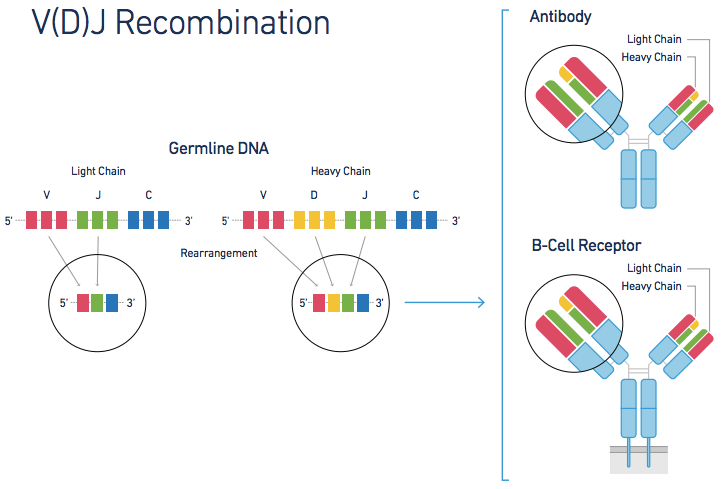 V(D)J Recombination
Germline DNA
Light Chain
V J C
5' 3'
Heavy Chain
V D J C
5' 3'
Rearrangement
5' 3'
5' 3'
Antibody
Light Chain
Heavy Chain
B-Cell Receptor
Light Chain
Heavy Chain